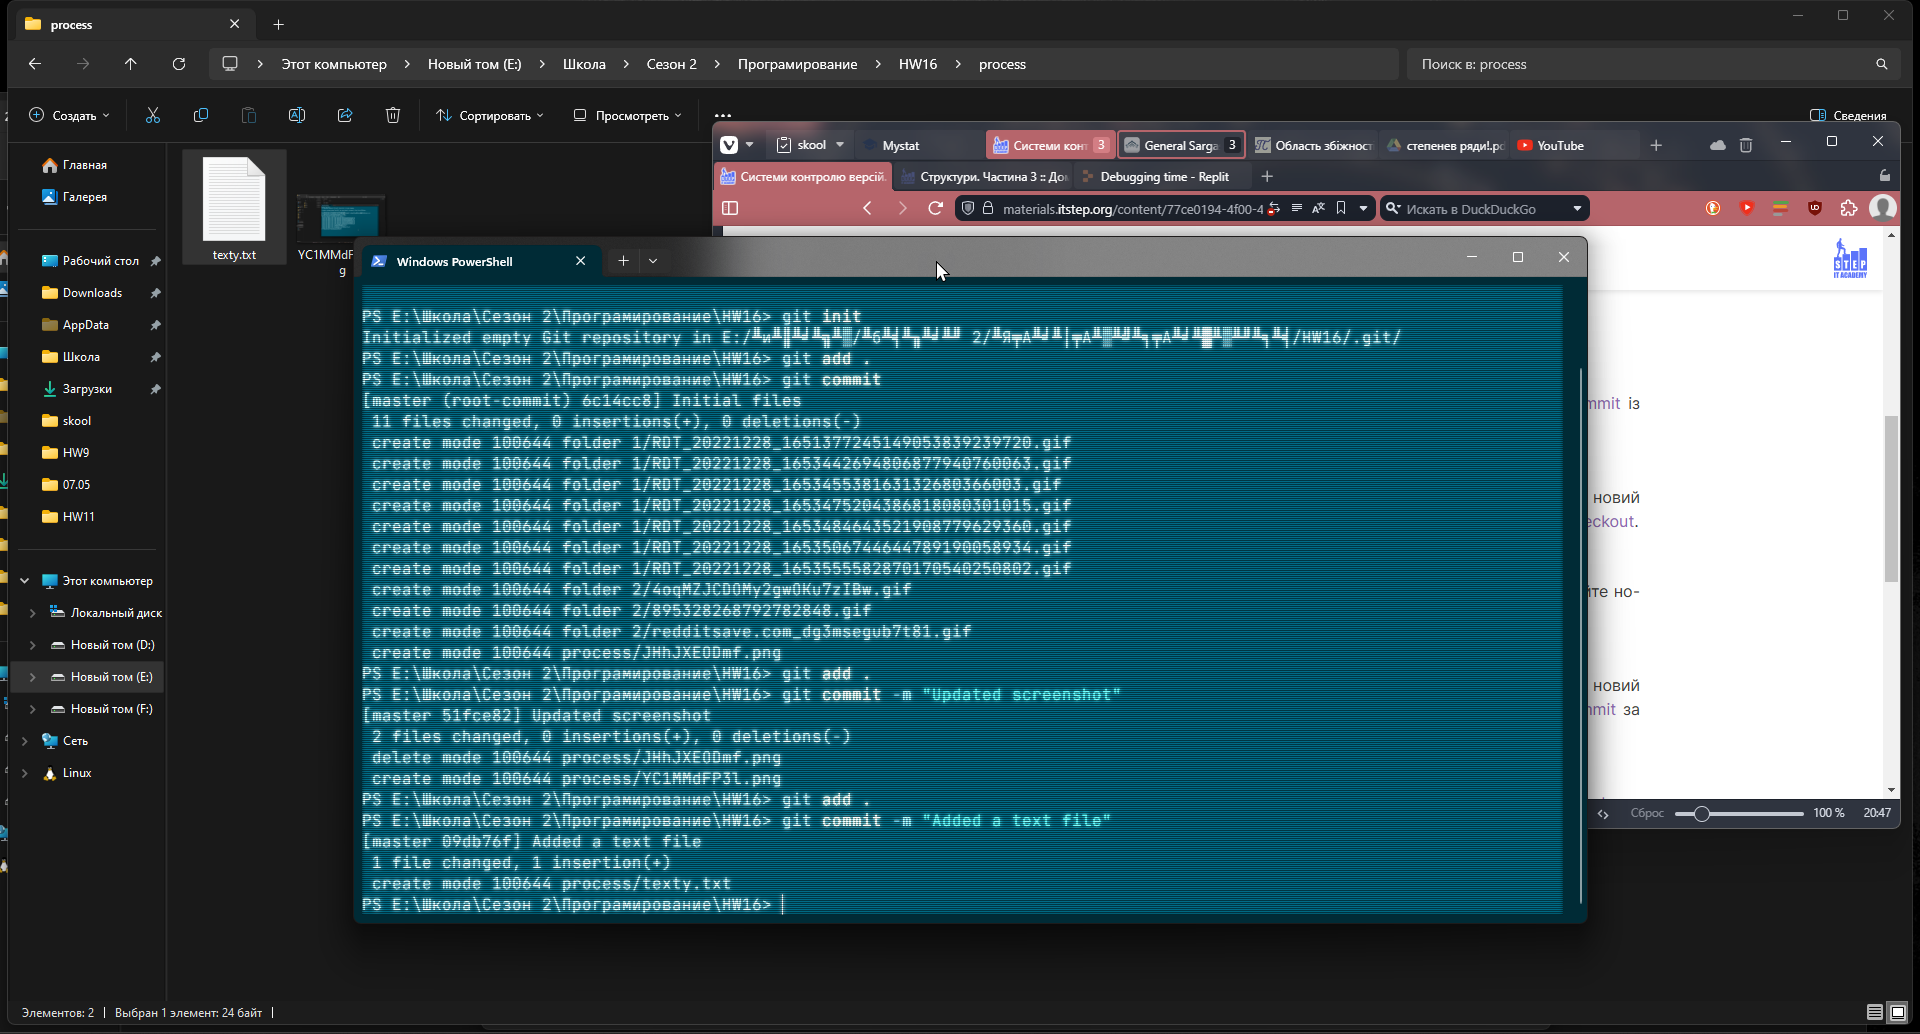 process
Этот компьютер > Новый том (E:) > Школа > Сезон 2 > Програмирование > HW16 > process
Поиск в: process
Создать
Сортировать
Просмотреть
Сведения
Главная
Галерея
Рабочий стол
Downloads
AppData
Школа
Загрузки
skool
HW9
07.05
HW11
Этот компьютер
Локальный диск
Новый том (D:)
Новый том (E:)
Новый том (F:)
Сеть
Linux
texty.txt
YC1MMdF
g
skool
Mystat
Системи конт 3
General Sarga 3
Область збіжност
степенев ряди!.pd
YouTube
Системи контролю версій.
Структури. Частина 3 :: До
Debugging time - Replit
materials.itstep.org/content/77ce0194-4f00-4
Искать в DuckDuckGo
STEP
IT ACADEMY
mmit із
новий
eckout.
йте но-
новий
mmit за
Сброс
100 %
20:47
Windows PowerShell
PS E:\Школа\Сезон 2\Програмирование\HW16> git init
Initialized empty Git repository in E:/ 2/ /HW16/.git/
PS E:\Школа\Сезон 2\Програмирование\HW16> git add .
PS E:\Школа\Сезон 2\Програмирование\HW16> git commit
[master (root-commit) 6c14cc8] Initial files
11 files changed, 0 insertions(+), 0 deletions(-)
create mode 100644 folder 1/RDT_20221228_1651377245149053839239720.gif
create mode 100644 folder 1/RDT_20221228_1653442694806877940760063.gif
create mode 100644 folder 1/RDT_20221228_165345538163132680366003.gif
create mode 100644 folder 1/RDT_20221228_1653475204386818080301015.gif
create mode 100644 folder 1/RDT_20221228_1653484664352190877962936​0.gif
create mode 100644 folder 1/RDT_20221228_1653506744644789190058934.gif
create mode 100644 folder 1/RDT_20221228_1653555582870170540250802.gif
create mode 100644 folder 2/4oqMZJCDOMy2gw0Ku7zIBw.gif
create mode 100644 folder 2/895328268792782848.gif
create mode 100644 folder 2/redditsave.com_dg3msegub7t81.gif
create mode 100644 process/JHhJXEODmf.png
PS E:\Школа\Сезон 2\Програмирование\HW16> git add .
PS E:\Школа\Сезон 2\Програмирование\HW16> git commit -m "Updated screenshot"
[master 51fce82] Updated screenshot
2 files changed, 0 insertions(+), 0 deletions(-)
delete mode 100644 process/JHhJXEODmf.png
create mode 100644 process/YC1MMdFP3l.png
PS E:\Школа\Сезон 2\Програмирование\HW16> git add .
PS E:\Школа\Сезон 2\Програмирование\HW16> git commit -m "Added a text file"
[master 09db76f] Added a text file
1 file changed, 1 insertion(+)
create mode 100644 process/texty.txt
PS E:\Школа\Сезон 2\Програмирование\HW16>
Элементов: 2
Выбран 1 элемент: 24 байт